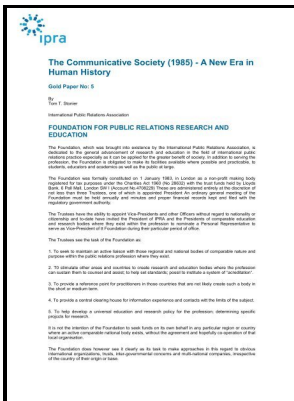 ipra
The Communicative Society (1985) - A New Era in
Human History
Gold Paper No: 5
By
Tom T. Stonier
International Public Relations Association
FOUNDATION FOR PUBLIC RELATIONS RESEARCH AND
EDUCATION
The Foundation, which was brought into existence by the International Public Relations Association, is
dedicated to the general advancement of research and education in the field of international public
relations practice especially as it can be applied for the greater benefit of society. In addition to serving the
profession, the Foundation is obligated to make its facilities available where possible and practicable, to
students, educators and academics as well as the public at large.
The Foundation was formally constituted on 1 January 1983, in London as a non-profit making body
registered for tax purposes under the Charities Act 1960 (No 28602) with the trust funds held by Lloyds
Bank, 6 Pall Mall, London SW1 (Account No 4706228) These are administered entirely at the discretion of
not less than three Trustees, one of which is appointed President An ordinary general meeting of the
Foundation must be held annually and minutes and proper financial records kept and filed with the
regulatory government authority.
The Trustees have the ability to appoint Vice-Presidents and other Officers without regard to nationality or
citizenship and to-date have invited the President of IPRA and the Presidents of comparable education
and research bodies where they exist within the profession to nominate a Personal Representative to
serve as Vice-President of ll Foundation during their particular period of office.
The Trustees see the task of the Foundation as:
1. To seek to maintain an active liaison with those regional and national bodies of comparable nature and
purpose within the public relations profession where they exist.
2. T0 stimulate other areas and countries to create research and education bodies where the profession
can sustain them to counsel and assist; to help set standards; posst to institute a system of "accreditation".
3. To provide a reference point for practitioners in those countries that are not likely create such a body in
the short or medium term.
4. To provide a central clearing house for information experience and contacts wit the limits of the subject.
5. To help develop a universal education and research policy for the profession, determining specific
projects for research.
It is not the intention of the Foundation to seek funds on its own behalf in any particular region or country
where an active comparable national body exists, without the agreement and hopefully co-operation of that
local organisation.
The Foundation does however see it clearly as its task to make approaches in this regard to obvious
international organizations, trusts, inter-governmental concerns and multi-national companies, irrespective
of the country of their origin or base.